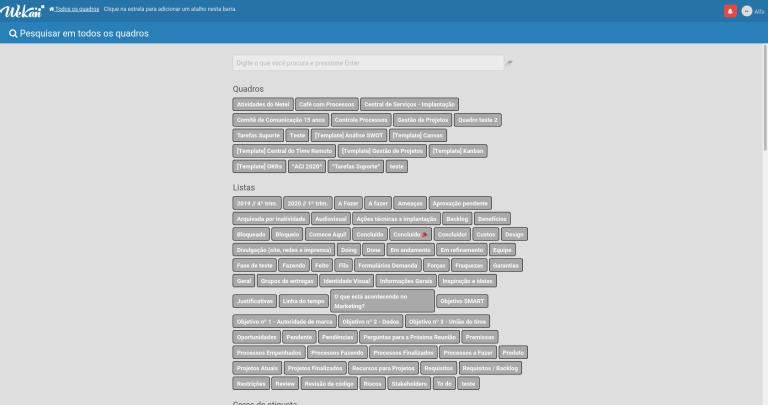 Wekan Todos os quadros Clique na estrela para adicionar um atalho nesta barra. Alfa
Pesquisar em todos os quadros
Digite o que você procura e pressione Enter
Quadros
Atividades do Netel Café com Processos Central de Serviços - Implantação
Comitê de Comunicação 15 anos Controle Processos Gestão de Projetos Quadro teste 2
Tarefas Suporte Teste [Template] Análise SWOT [Template] Canvas
[Template] Central do Time Remoto [Template] Gestão de Projetos [Template] Kanban
[Template] OKRs "ACI 2020" "Tarefas Suporte" teste
Listas
2019 // 4º trim. 2020 // 1º trim. A Fazer A fazer Ameaças Aprovação pendente
Arquivada por inatividade Audiovisual Ações técnicas x implantação Backlog Benefícios
Bloqueado Bloqueio Comece Aqui! Concluído Concluído Concluído! Custos Design
Divulgação (site, redes e imprensa) Doing Done Em andamento Em refinamento Equipe
Fase de teste Fazendo Feito Fila Formulários Demanda Forças Fraquezas Garantias
Geral Grupos de entregas Identidade Visual Informações Gerais Inspiração e ideias
Justificativas Linha do tempo O que está acontecendo no
Marketing? Objetivo SMART
Objetivo nº 1 - Autoridade de marca Objetivo nº 2 - Dados Objetivo nº 3 - União do time
Oportunidades Pendente Pendências Perguntas para a Próxima Reunião Premissas
Processos Empenhados Processos Fazendo Processos Finalizados Processos a Fazer Produto
Projetos Atuais Projetos Finalizados Recursos para Projetos Requisitos Requisitos / Backlog
Restrições Review Revisão de código Riscos Stakeholders To do teste